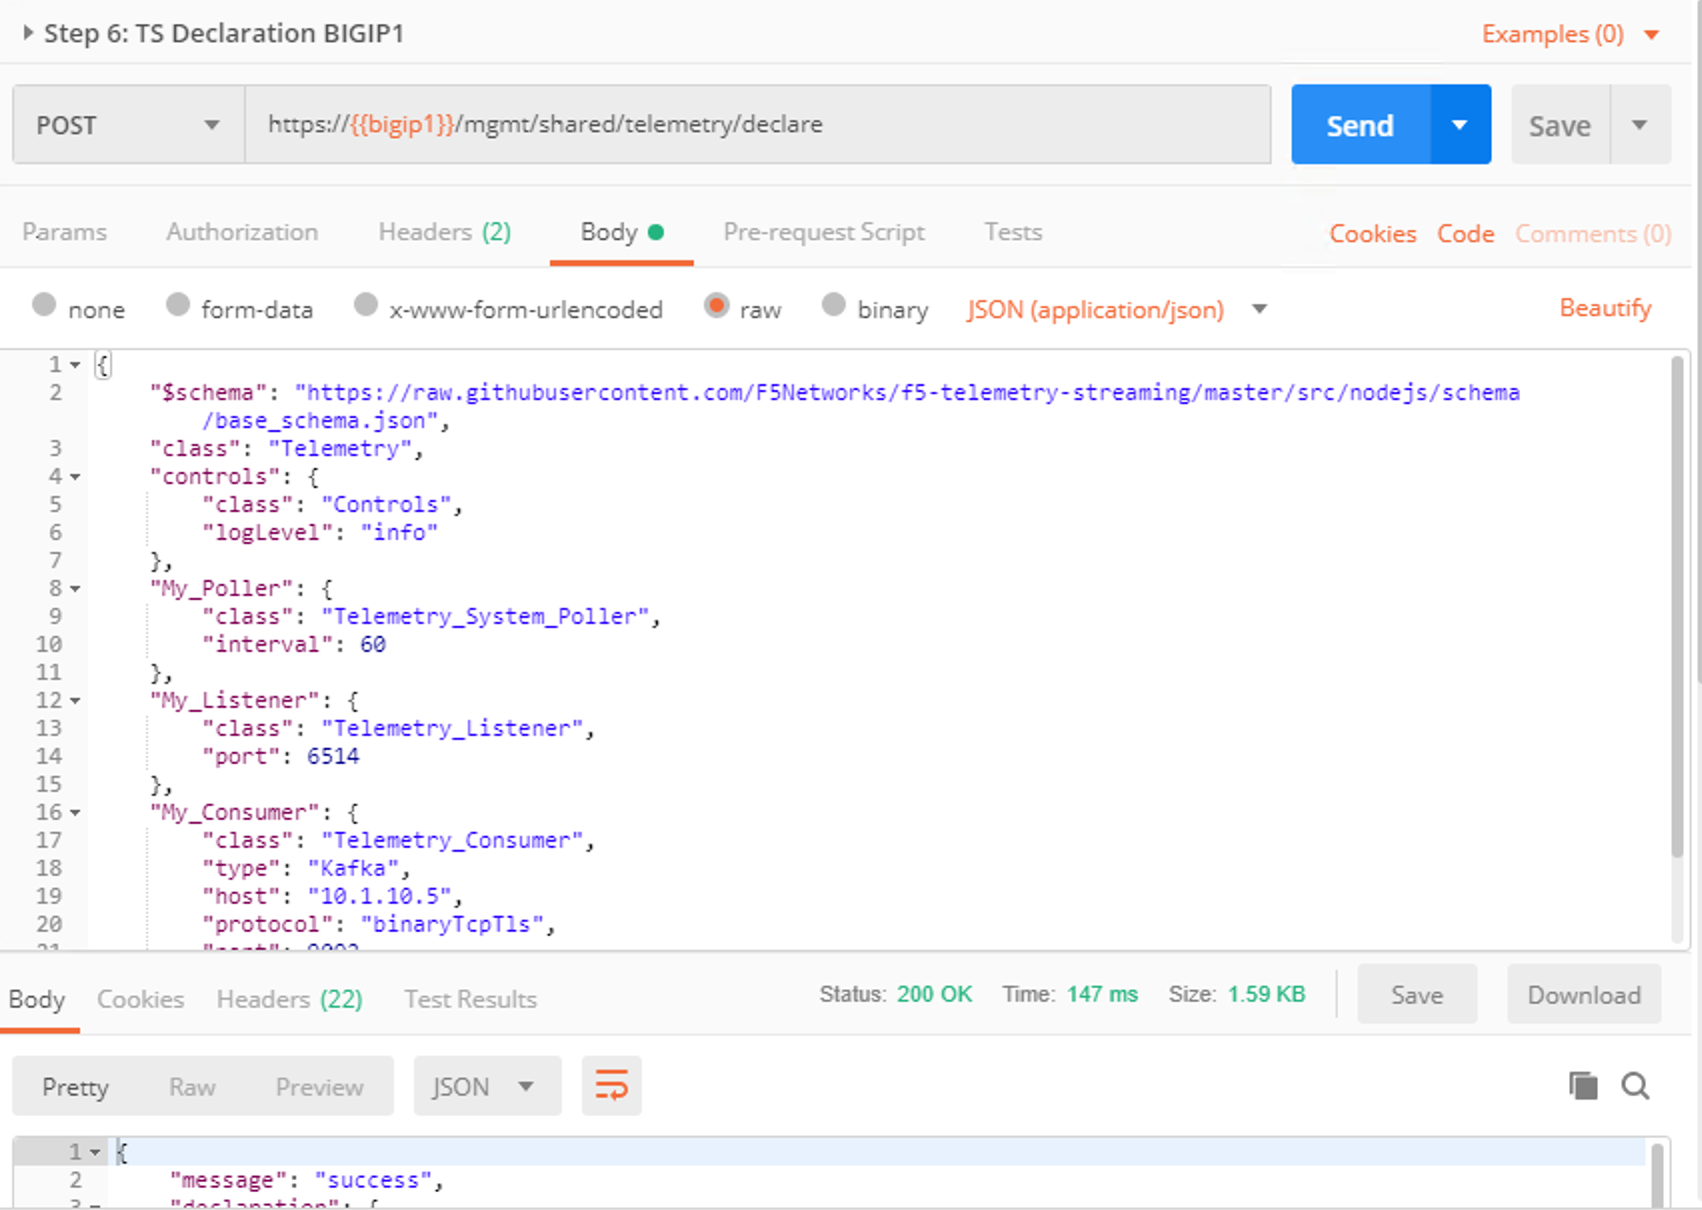 Step 6: TS Declaration BIGIP1
Examples (0)
POST
https://{{bigip1}}/mgmt/shared/telemetry/declare
Send
Save
Params Authorization Headers (2) Body Pre-request Script Tests Cookies Code Comments (0)
none form-data x-www-form-urlencoded raw binary JSON (application/json) Beautify
1 {
2 "$schema": "https://raw.githubusercontent.com/F5Networks/f5-telemetry-streaming/master/src/nodejs/schema
/base_schema.json",
3 "class": "Telemetry",
4 "controls": {
5 "class": "Controls",
6 "logLevel": "info"
7 },
8 "My_Poller": {
9 "class": "Telemetry_System_Poller",
10 "interval": 60
11 },
12 "My_Listener": {
13 "class": "Telemetry_Listener",
14 "port": 6514
15 },
16 "My_Consumer": {
17 "class": "Telemetry_Consumer",
18 "type": "Kafka",
19 "host": "10.1.10.5",
20 "protocol": "binaryTcpTls",
21 "port": 9092
Body Cookies Headers (22) Test Results Status: 200 OK Time: 147 ms Size: 1.59 KB Save Download
Pretty Raw Preview JSON
1 {
2 "message": "success",
3 "declaration": {